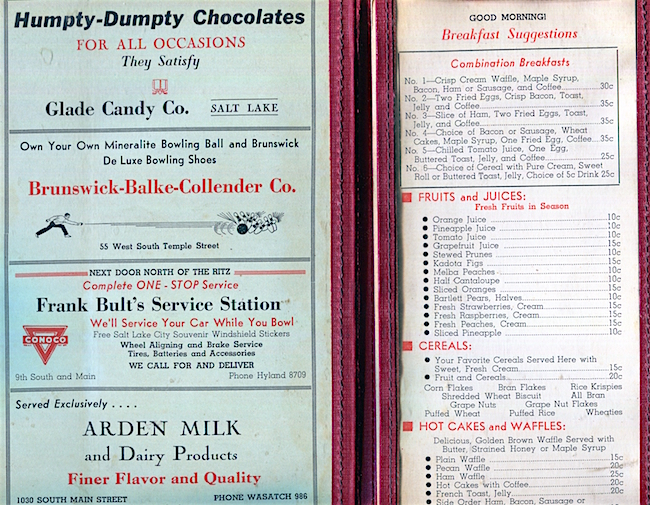 Humpty-Dumpty Chocolates
FOR ALL OCCASIONS
They Satisfy
Glade Candy Co. SALT LAKE
Own Your Own Mineralite Bowling Ball and Brunswick
De Luxe Bowling Shoes
Brunswick-Balke-Collender Co.
55 West South Temple Street
NEXT DOOR NORTH OF THE RITZ
Complete ONE - STOP Service
Frank Bult's Service Station
CONOCO
We'll Service Your Car While You Bowl
Free Salt Lake City Souvenir Windshield Stickers
Wheel Aligning and Brake Service
Tires, Batteries and Accessories
WE CALL FOR AND DELIVER
9th South and Main Phone Hyland 8709
Served Exclusively . . . .
ARDEN MILK
and Dairy Products
Finer Flavor and Quality
1030 SOUTH MAIN STREET PHONE WASATCH 986
GOOD MORNING!
Breakfast Suggestions
Combination Breakfasts
No. 1—Crisp Cream Waffle, Maple Syrup,
Bacon, Ham or Sausage, and Coffee 30c
No. 2—Two Fried Eggs, Crisp Bacon, Toast,
Jelly and Coffee 35c
No. 3—Slice of Ham, Two Fried Eggs, Toast,
Jelly, and Coffee 35c
No. 4—Choice of Bacon or Sausage, Wheat
Cakes, Maple Syrup, One Fried Egg, Coffee 35c
No. 5—Chilled Tomato Juice, One Egg,
Buttered Toast, Jelly, and Coffee 25c
No. 6—Choice of Cereal with Pure Cream, Sweet
Roll or Buttered Toast, Jelly, Choice of 5c Drink 25c
FRUITS and JUICES:
Fresh Fruits in Season
Orange Juice 10c
Pineapple Juice 10c
Tomato Juice 10c
Grapefruit Juice 15c
Stewed Prunes 10c
Kadota Figs 15c
Melba Peaches 10c
Half Cantaloupe 10c
Sliced Oranges 15c
Bartlett Pears, Halves 10c
Fresh Strawberries, Cream 15c
Fresh Raspberries, Cream 15c
Fresh Peaches, Cream 15c
Sliced Pineapple 10c
CEREALS:
Your Favorite Cereals Served Here with
Sweet, Fresh Cream 15c
Fruit and Cereals 20c
Corn Flakes Bran Flakes Rice Krispies
Shredded Wheat Biscuit All Bran
Grape Nuts Grape Nut Flakes
Puffed Wheat Puffed Rice Wheaties
HOT CAKES and WAFFLES:
Delicious, Golden Brown Waffle Served with
Butter, Strained Honey or Maple Syrup
Plain Waffle 15c
Pecan Waffle 20c
Ham Waffle 25c
Hot Cakes with Coffee 20c
French Toast, Jelly 20c
Side Order Ham, Bacon, Sausage or